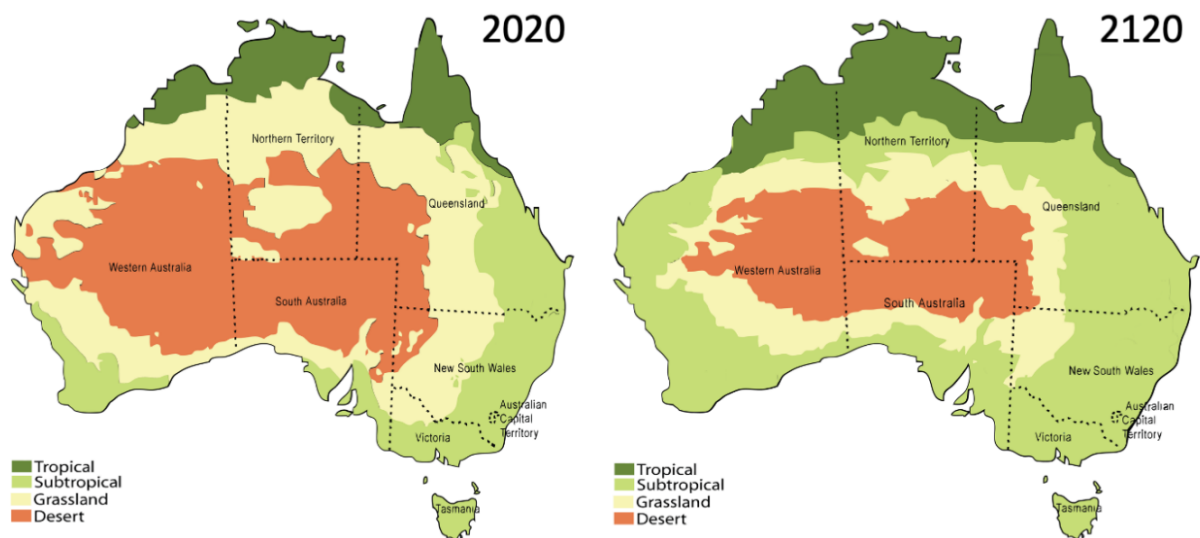 2020
Northern Territory
Queensland
Western Australia
South Australia
New South Wales
Australian
Capital
Territory
Victoria
Tasmania
Tropical
Subtropical
Grassland
Desert
2120
Northern Territory
Queensland
Western Australia
South Australia
New South Wales
Australian
Capital
Territory
Victoria
Tasmania
Tropical
Subtropical
Grassland
Desert